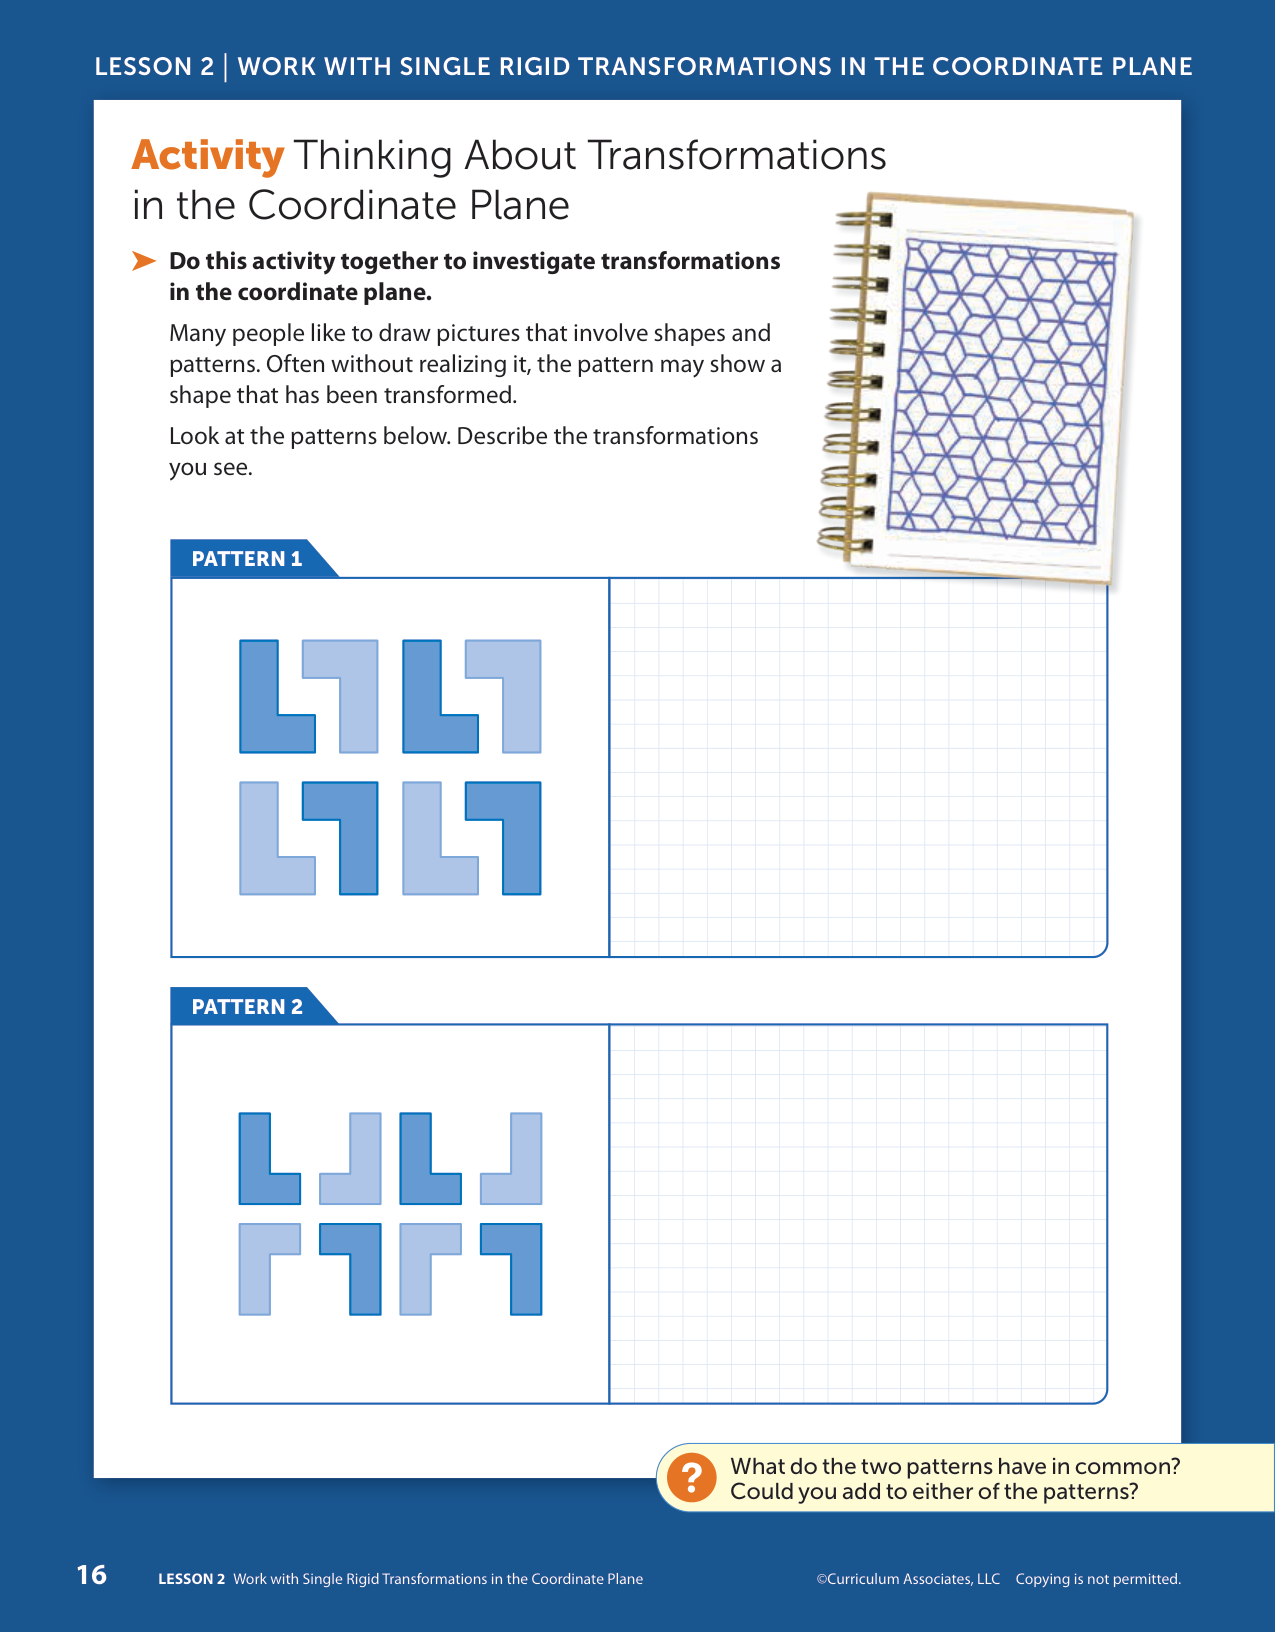 LESSON 2 | WORK WITH SINGLE RIGID TRANSFORMATIONS IN THE COORDINATE PLANE
Activity Thinking About Transformations
in the Coordinate Plane
Do this activity together to investigate transformations
in the coordinate plane.
Many people like to draw pictures that involve shapes and
patterns. Often without realizing it, the pattern may show a
shape that has been transformed.
Look at the patterns below. Describe the transformations
you see.
PATTERN 1
PATTERN 2
?
What do the two patterns have in common?
Could you add to either of the patterns?
16
LESSON 2 Work with Single Rigid Transformations in the Coordinate Plane
©Curriculum Associates, LLC Copying is not permitted.